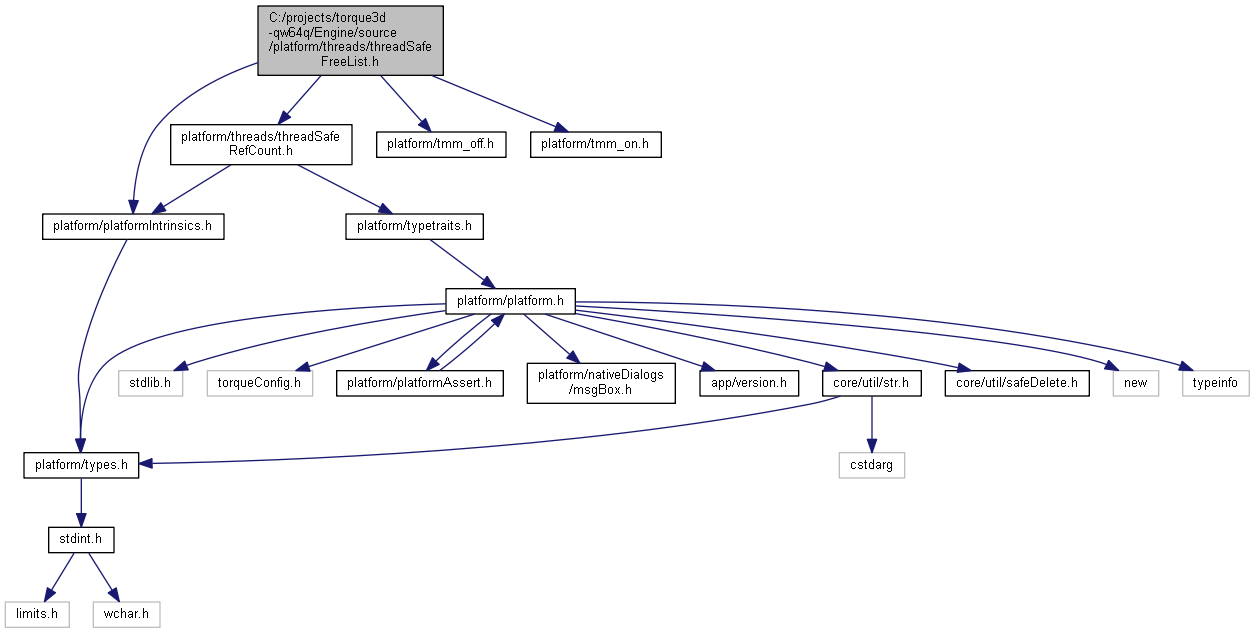 C:/projects/torque3d
-qw64q/Engine/source
/platform/threads/threadSafe
FreeList.h
platform/threads/threadSafe
RefCount.h
platform/tmm_off.h
platform/tmm_on.h
platform/platformIntrinsics.h
platform/typetraits.h
platform/platform.h
stdlib.h
torqueConfig.h
platform/platformAssert.h
platform/nativeDialogs
/msgBox.h
app/version.h
core/util/str.h
core/util/safeDelete.h
new
typeinfo
platform/types.h
cstdarg
stdint.h
limits.h
wchar.h